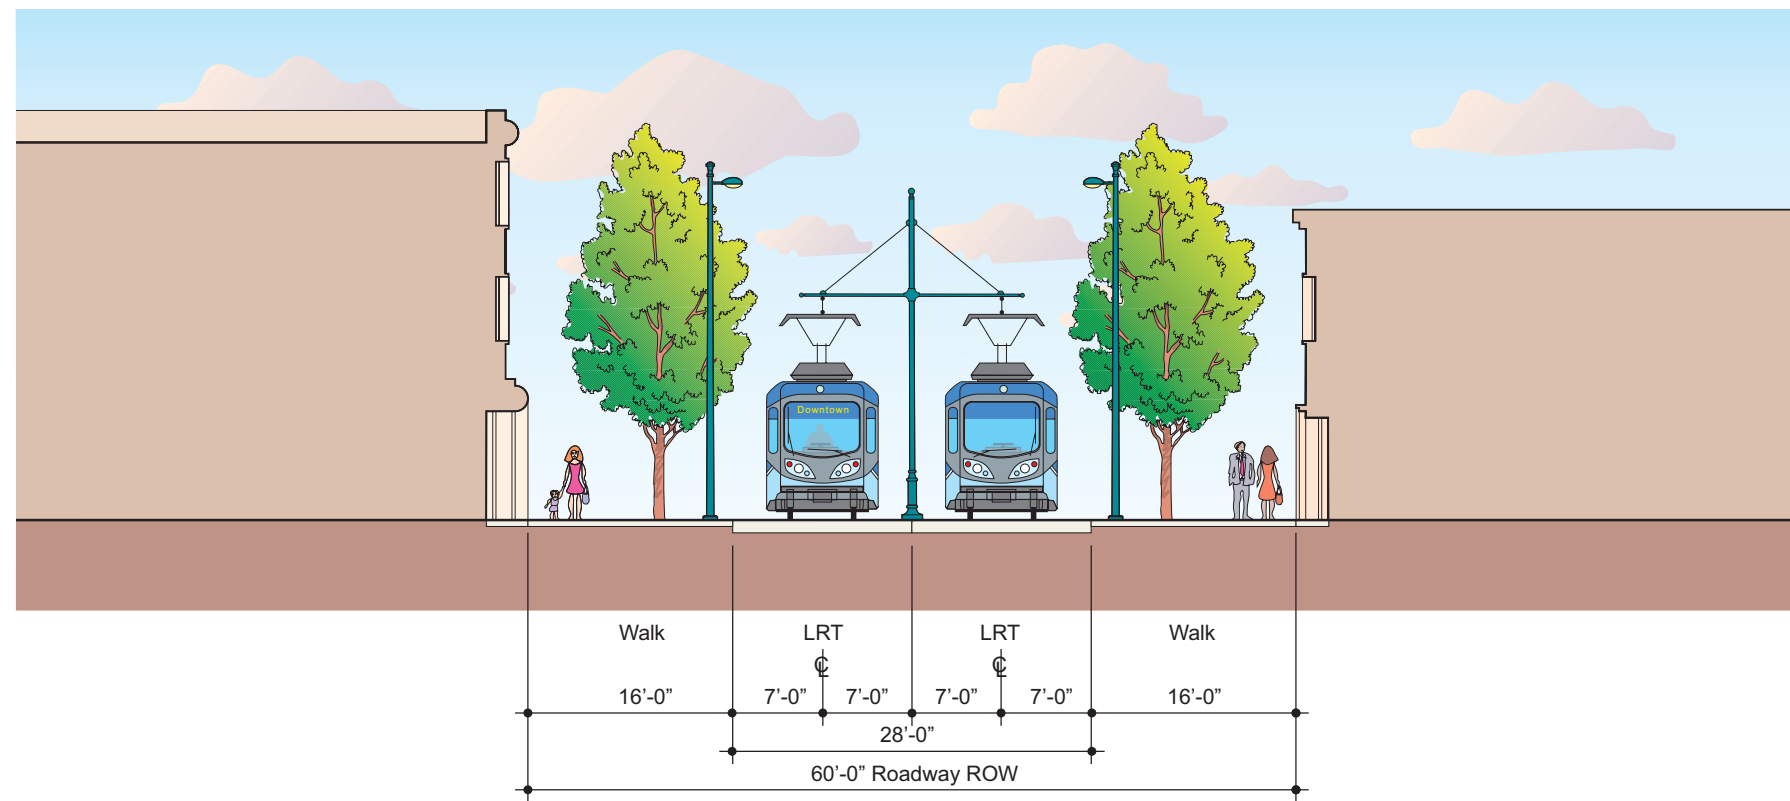 Downtown
Walk LRT LRT Walk
℄ ℄
16’-0” 7’-0” 7’-0” 7’-0” 7’-0” 16’-0”
28’-0”
60’-0” Roadway ROW